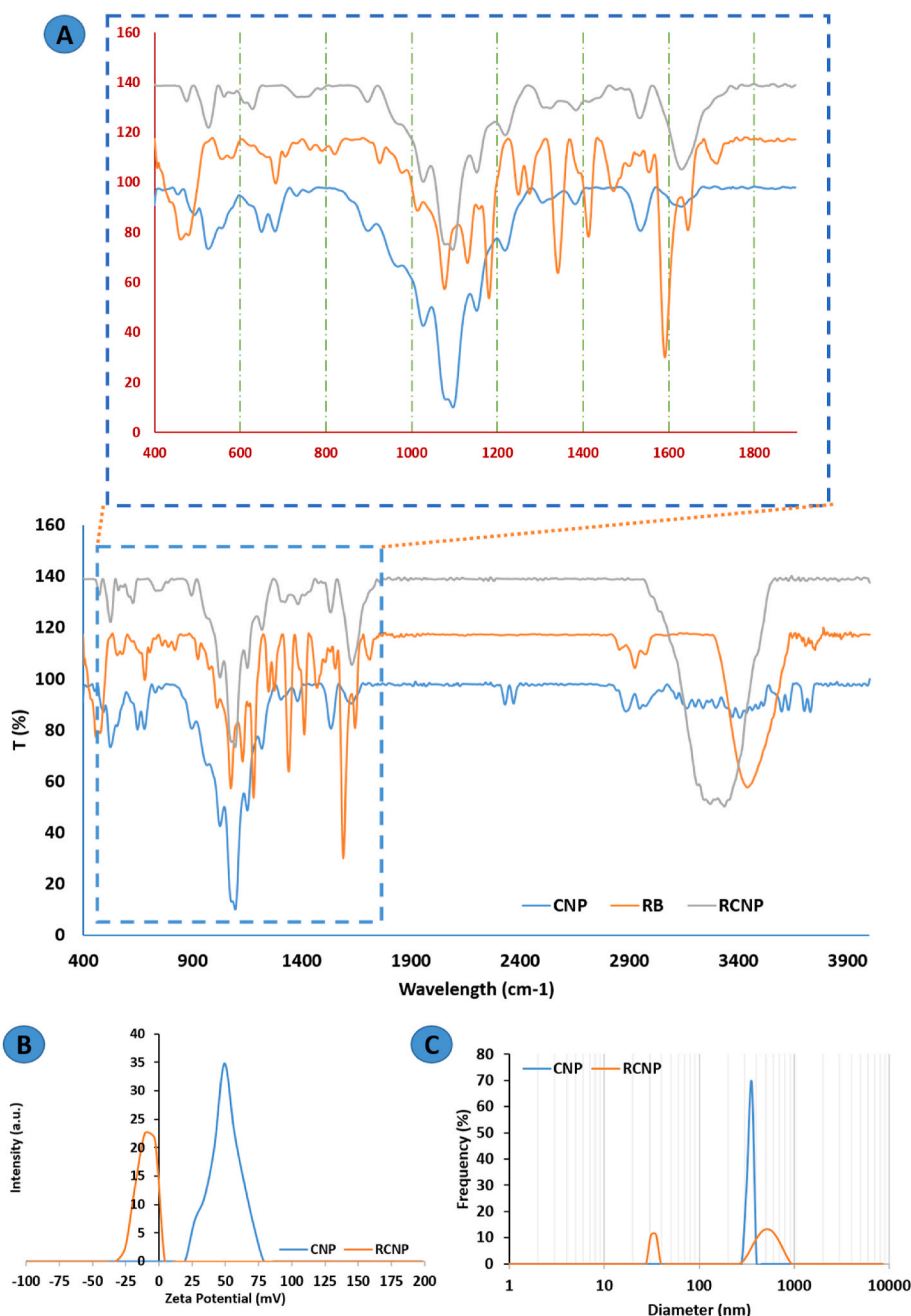 A
160
140
120
100
80
60
40
20
0
400 600 800 1000 1200 1400 1600 1800
160
140
120
100
80
60
40
20
0
T (%)
CNP RB RCNP
400 900 1400 1900 2400 2900 3400 3900
Wavelength (cm-1)
B
40
35
30
25
20
15
10
5
0
Intensity (a.u.)
CNP RCNP
-100 -75 -50 -25 0 25 50 75 100 125 150 175 200
Zeta Potential (mV)
C
80
70
60
50
40
30
20
10
0
Frequency (%)
CNP RCNP
1 10 100 1000 10000
Diameter (nm)